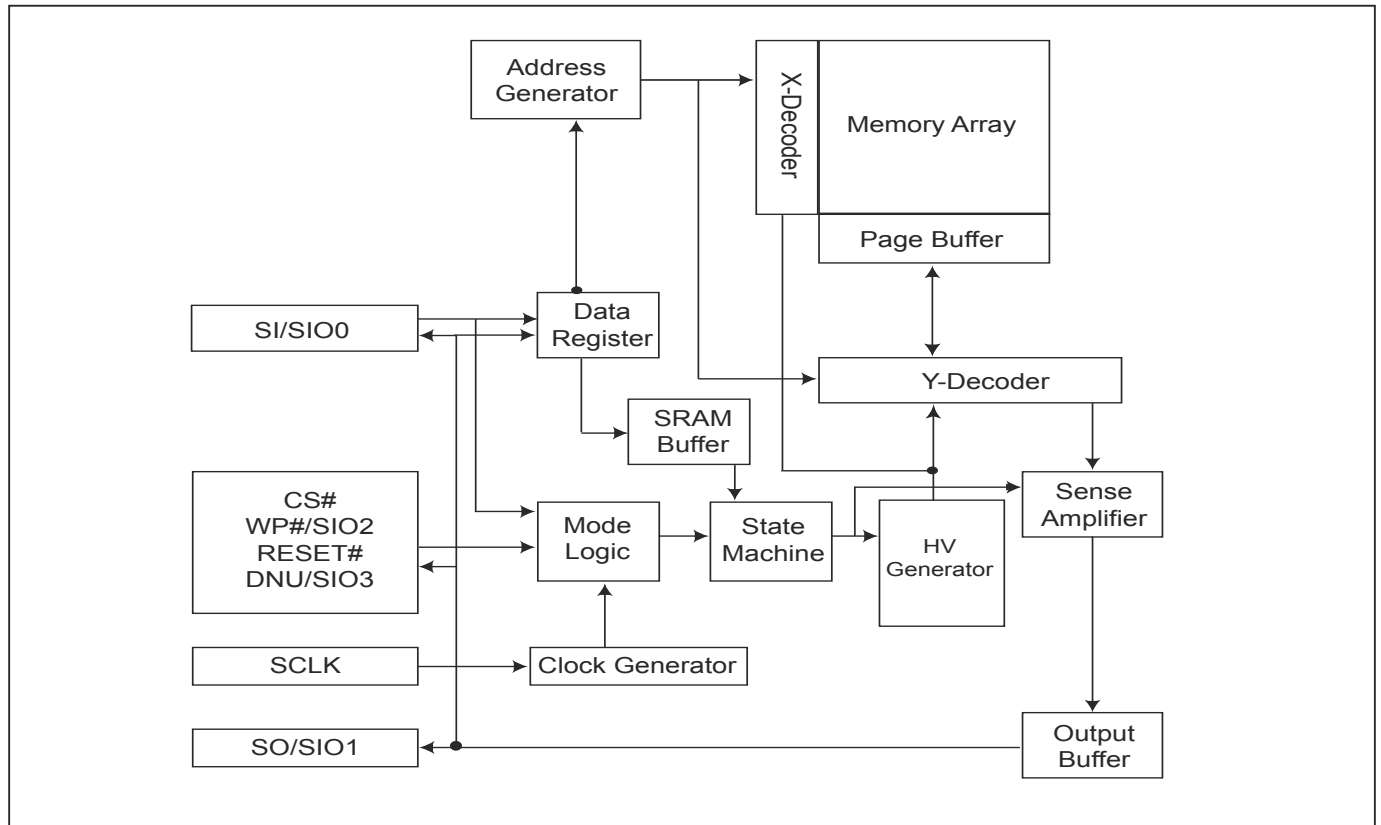 Address
Generator
X-Decoder
Memory Array
Page Buffer
SI/SIO0
Data
Register
Y-Decoder
SRAM
Buffer
CS#
WP#/SIO2
RESET#
DNU/SIO3
Mode
Logic
State
Machine
HV
Generator
Sense
Amplifier
SCLK
Clock Generator
SO/SIO1
Output
Buffer